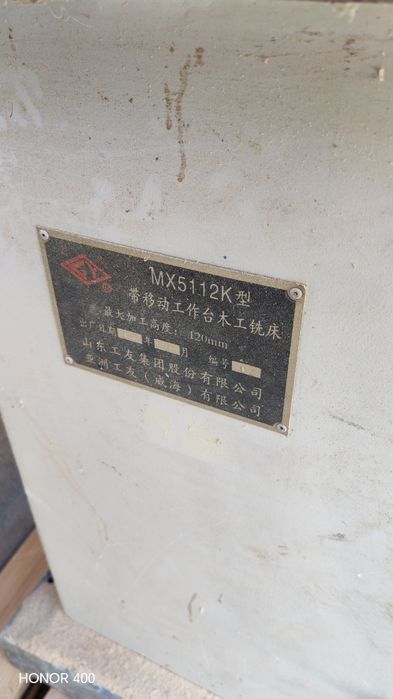 MX5112K型
带移动工作台木工铣床
最大加工高度：120mm
出厂日期 年 月 编号
山东工友集团股份有限公司
亚洲工友（威海）有限公司
HONOR 400